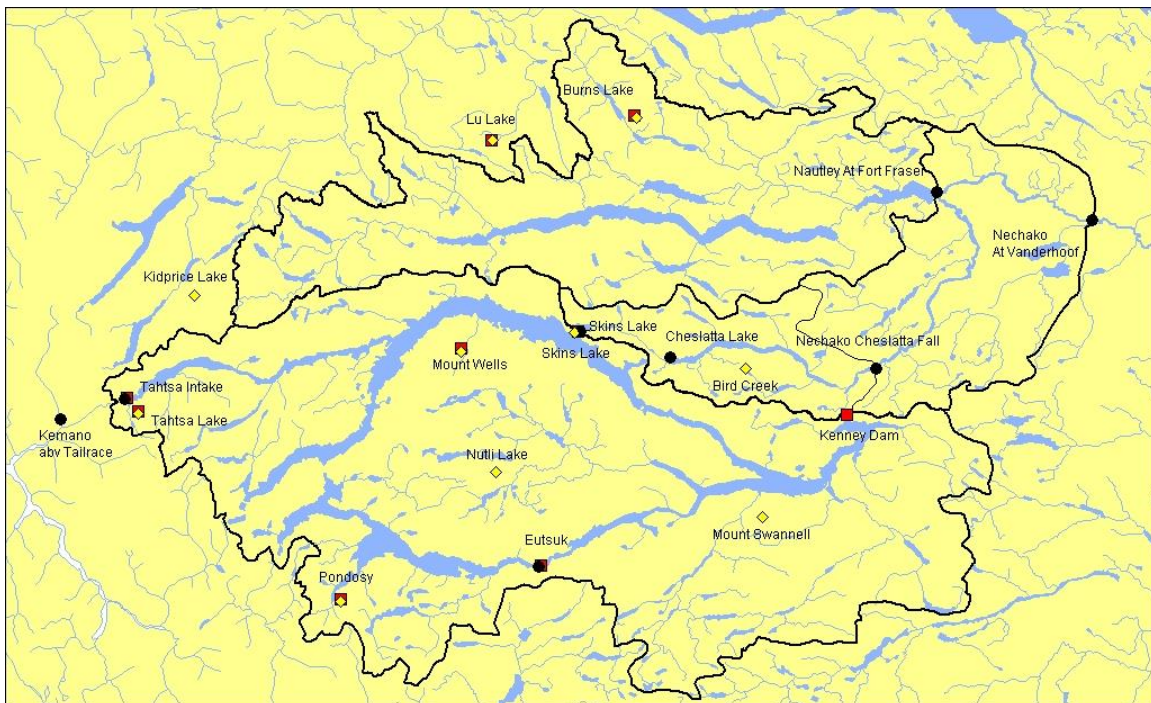 Burns Lake
Lu Lake
Nautley At Fort Fraser
Nechako
At Vanderhoof
Kidprice Lake
Skins Lake
Skins Lake
Cheslatta Lake
Nechako Cheslatta Fall
Mount Wells
Bird Creek
Tahtsa Intake
Tahtsa Lake
Kemano
abv Tailrace
Kenney Dam
Nutli Lake
Mount Swannell
Eutsuk
Pondosy